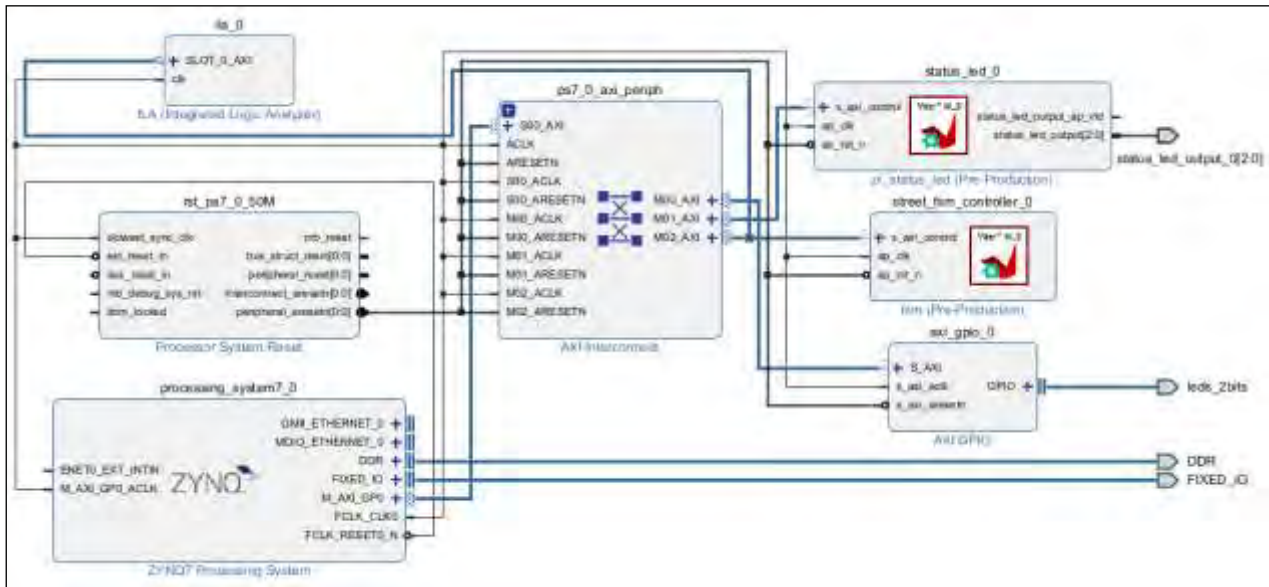 ila_0
SLOT_0_AXI
clk
ILA (Integrated Logic Analyzer)
rst_ps7_0_50M
slowest_sync_clk
ext_reset_in
aux_reset_in
mb_debug_sys_rst
dcm_locked
mb_reset
bus_struct_reset[0:0]
peripheral_reset[0:0]
interconnect_aresetn[0:0]
peripheral_aresetn[0:0]
Processor System Reset
processing_system7_0
ENET0_EXT_INTIN
M_AXI_GP0_ACLK
ZYNQ
GMII_ETHERNET_0
MDIO_ETHERNET_0
DDR
FIXED_IO
M_AXI_GP0
FCLK_CLK0
FCLK_RESET0_N
ZYNQ7 Processing System
ps7_0_axi_periph
S00_AXI
ACLK
ARESETN
S00_ACLK
S00_ARESETN
M00_ACLK
M00_ARESETN
M01_ACLK
M01_ARESETN
M02_ACLK
M02_ARESETN
M00_AXI
M01_AXI
M02_AXI
AXI Interconnect
status_led_0
s_axi_control
ap_clk
ap_rst_n
status_led_output_ap_vld
status_led_output[2:0]
status_led_output_0[2:0]
pl_status_led (Pre-Production)
street_fsm_controller_0
s_axi_control
ap_clk
ap_rst_n
fsm (Pre-Production)
axi_gpio_0
S_AXI
s_axi_aclk
s_axi_aresetn
GPIO
AXI GPIO
leds_2bits
DDR
FIXED_IO